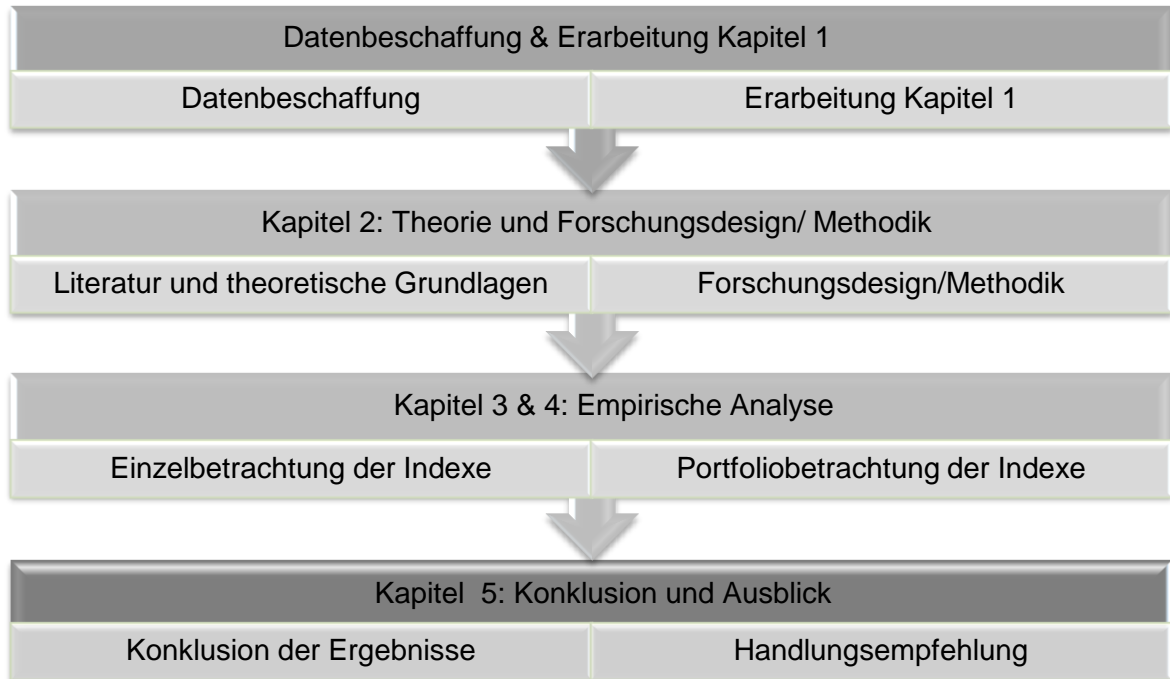 Datenbeschaffung & Erarbeitung Kapitel 1
Datenbeschaffung
Erarbeitung Kapitel 1
Kapitel 2: Theorie und Forschungsdesign/ Methodik
Literatur und theoretische Grundlagen
Forschungsdesign/Methodik
Kapitel 3 & 4: Empirische Analyse
Einzelbetrachtung der Indexe
Portfoliobetrachtung der Indexe
Kapitel  5: Konklusion und Ausblick
Konklusion der Ergebnisse
Handlungsempfehlung